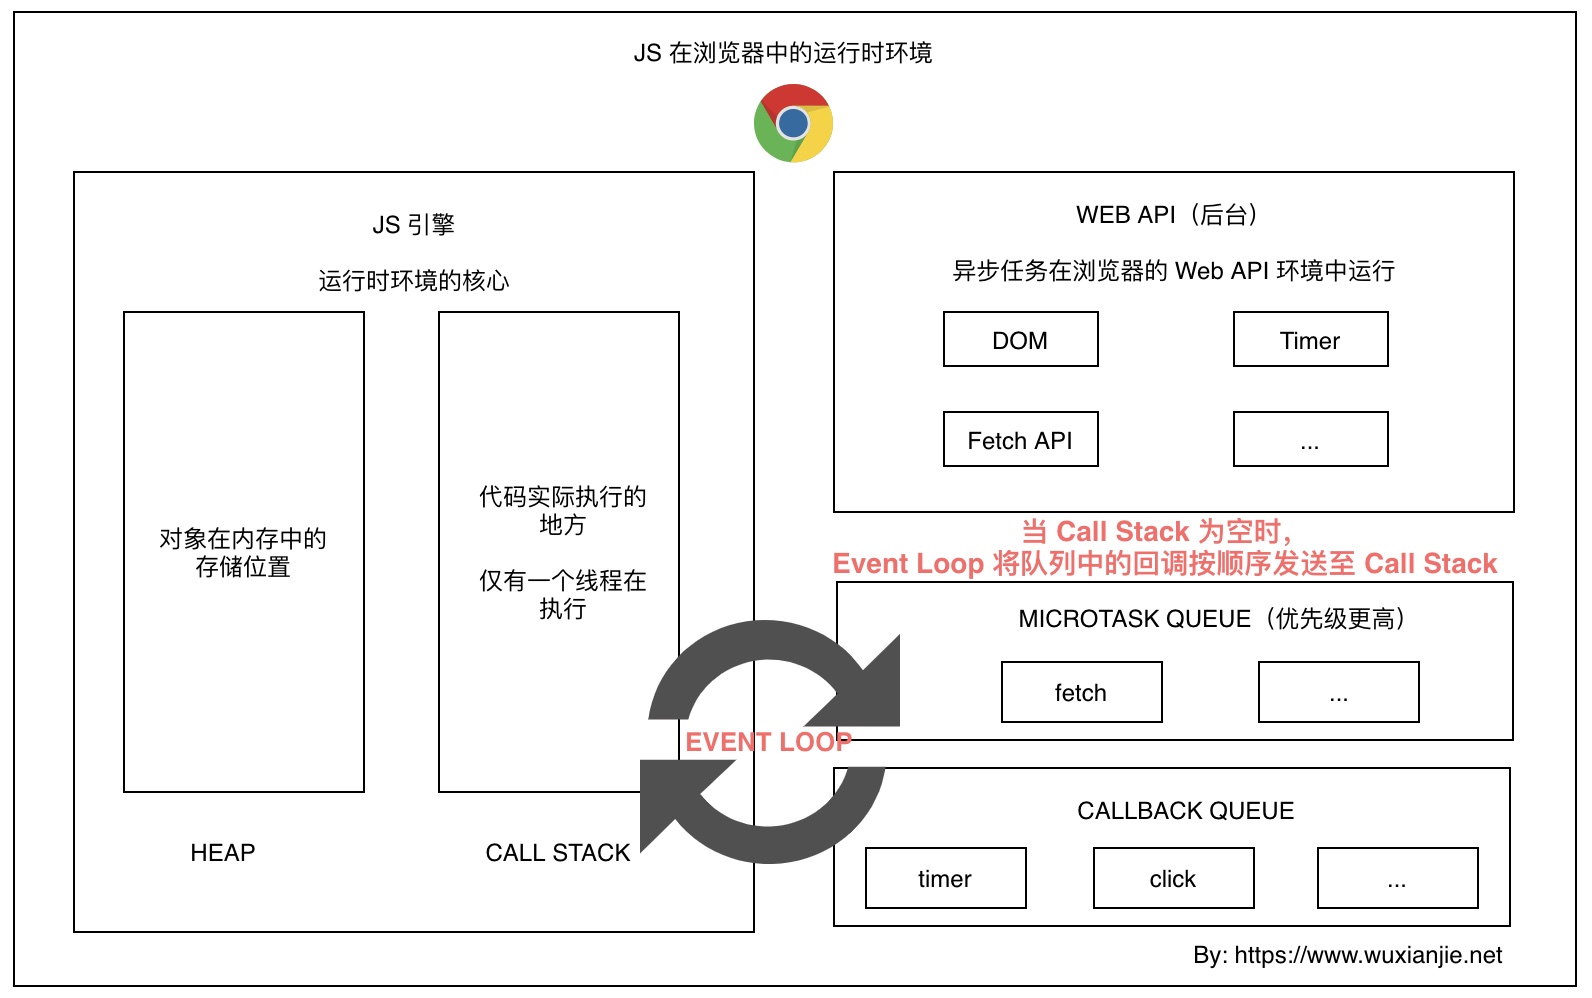 JS 在浏览器中的运行时环境
JS 引擎
运行时环境的核心
对象在内存中的
存储位置
HEAP
代码实际执行的
地方
仅有一个线程在
执行
CALL STACK
WEB API（后台）
异步任务在浏览器的 Web API 环境中运行
DOM
Timer
Fetch API
...
当 Call Stack 为空时，
Event Loop 将队列中的回调按顺序发送至 Call Stack
MICROTASK QUEUE（优先级更高）
fetch
...
EVENT LOOP
CALLBACK QUEUE
timer
click
...
By: https://www.wuxianjie.net